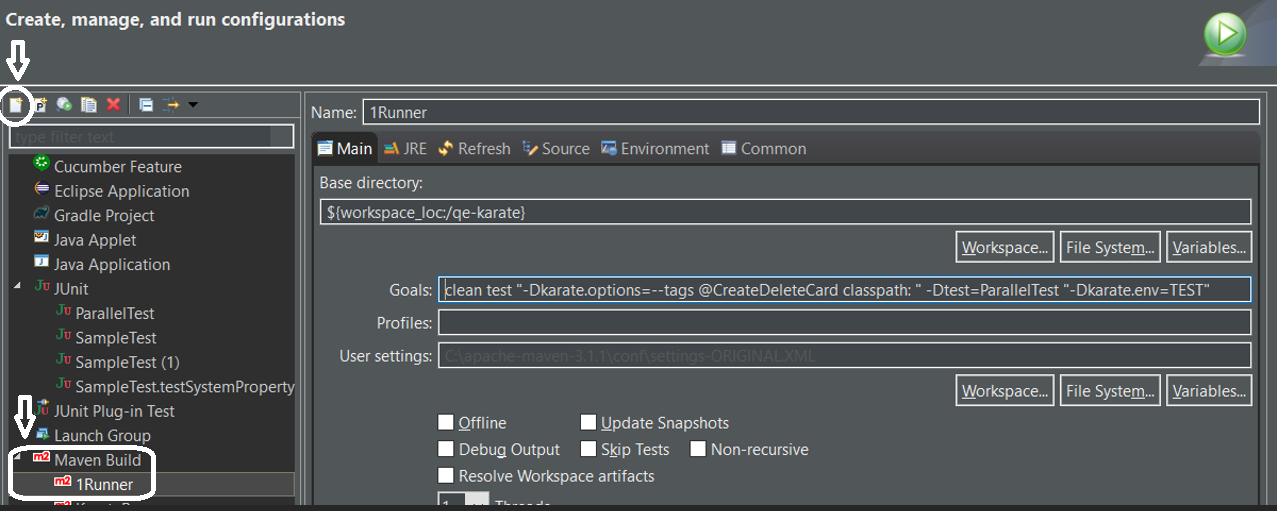 Create, manage, and run configurations
Name: 1Runner
type filter text
Main JRE Refresh Source Environment Common
Cucumber Feature
Eclipse Application
Gradle Project
Java Applet
Java Application
JUnit
ParallelTest
SampleTest
SampleTest (1)
SampleTest.testSystemProperty
JUnit Plug-in Test
Launch Group
m2 Maven Build
m2 1Runner
Base directory:
${workspace_loc:/qe-karate}
Workspace... File System... Variables...
Goals: clean test "-Dkarate.options=--tags @CreateDeleteCard classpath: " -Dtest=ParallelTest "-Dkarate.env=TEST"
Profiles:
User settings: C:\apache-maven-3.1.1\conf\settings-ORIGINAL.XML
Workspace... File System... Variables...
Offline Update Snapshots
Debug Output Skip Tests Non-recursive
Resolve Workspace artifacts
Threads